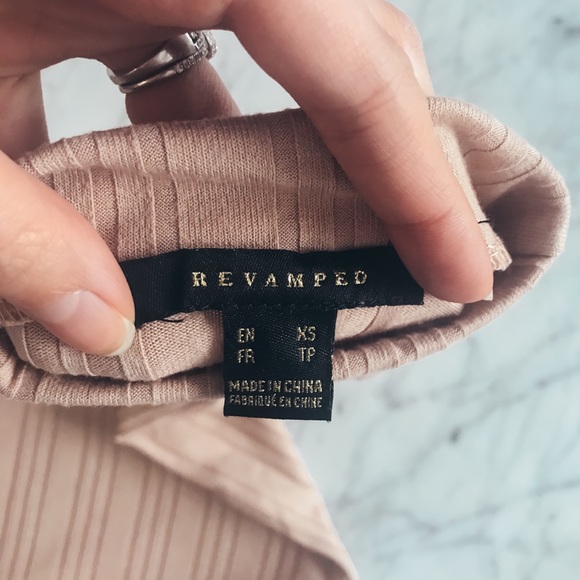 REVAMPED
EN XS
FR TP
MADE IN CHINA
FABRIQUÉ EN CHINE